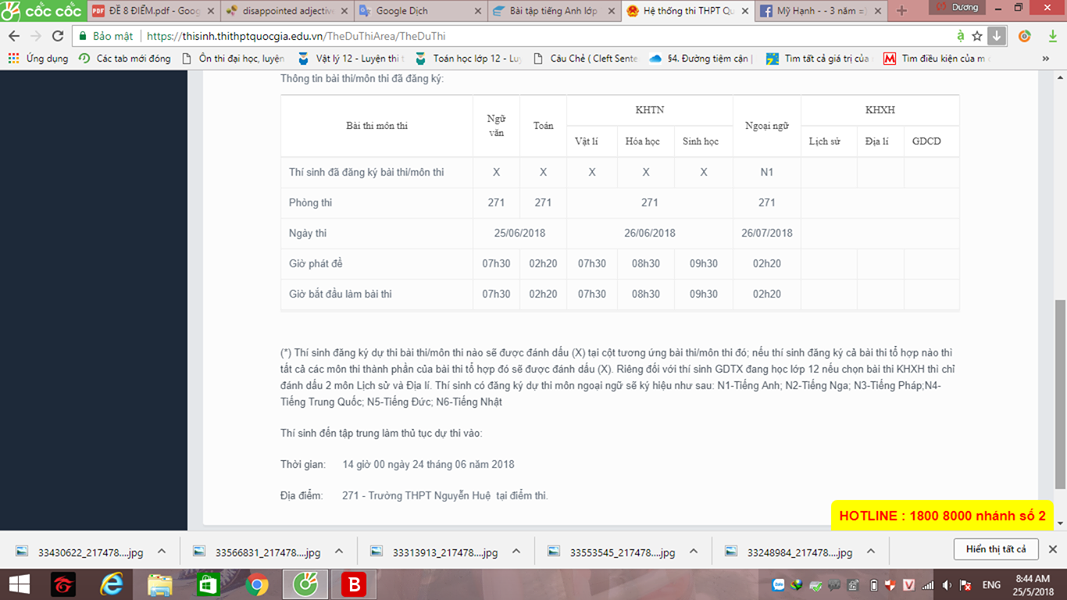 cốc cốc ĐỀ 8 ĐIỂM.pdf - Goog disappointed adjective Google Dịch Bài tập tiếng Anh lớp Hệ thống thi THPT Qu Mỹ Hạnh - - 3 năm = Dương
Bảo mật https://thisinh.thithptquocgia.edu.vn/TheDuThiArea/TheDuThi
Ứng dụng Các tab mới đóng Ôn thi đại học, luyện Vật lý 12 - Luyện thi t Toán học lớp 12 - Lu Câu Chẻ ( Cleft Sente §4. Đường tiệm cận | Tìm tất cả giá trị của Tìm điều kiện của m »
Thông tin bài thi/môn thi đã đăng ký:
Bài thi môn thi Ngữ văn Toán KHTN Ngoại ngữ KHXH
Vật lí Hóa học Sinh học Lịch sử Địa lí GDCD
Thí sinh đã đăng ký bài thi/môn thi X X X X X N1
Phòng thi 271 271 271 271
Ngày thi 25/06/2018 26/06/2018 26/07/2018
Giờ phát đề 07h30 02h20 07h30 08h30 09h30 02h20
Giờ bắt đầu làm bài thi 07h30 02h20 07h30 08h30 09h30 02h20
(*) Thí sinh đăng ký dự thi bài thi/môn thi nào sẽ được đánh dấu (X) tại cột tương ứng bài thi/môn thi đó; nếu thí sinh đăng ký cả bài thi tổ hợp nào thì
tất cả các môn thi thành phần của bài thi tổ hợp đó sẽ được đánh dấu (X). Riêng đối với thí sinh GDTX đang học lớp 12 nếu chọn bài thi KHXH thì chỉ
đánh dấu 2 môn Lịch sử và Địa lí. Thí sinh có đăng ký dự thi môn ngoại ngữ sẽ ký hiệu như sau: N1-Tiếng Anh; N2-Tiếng Nga; N3-Tiếng Pháp;N4-
Tiếng Trung Quốc; N5-Tiếng Đức; N6-Tiếng Nhật
Thí sinh đến tập trung làm thủ tục dự thi vào:
Thời gian: 14 giờ 00 ngày 24 tháng 06 năm 2018
Địa điểm: 271 - Trường THPT Nguyễn Huệ tại điểm thi.
HOTLINE : 1800 8000 nhánh số 2
33430622_217478....jpg 33566831_217478....jpg 33313913_217478....jpg 33553545_217478....jpg 33248984_217478....jpg Hiển thị tất cả
ENG 8:44 AM
25/5/2018